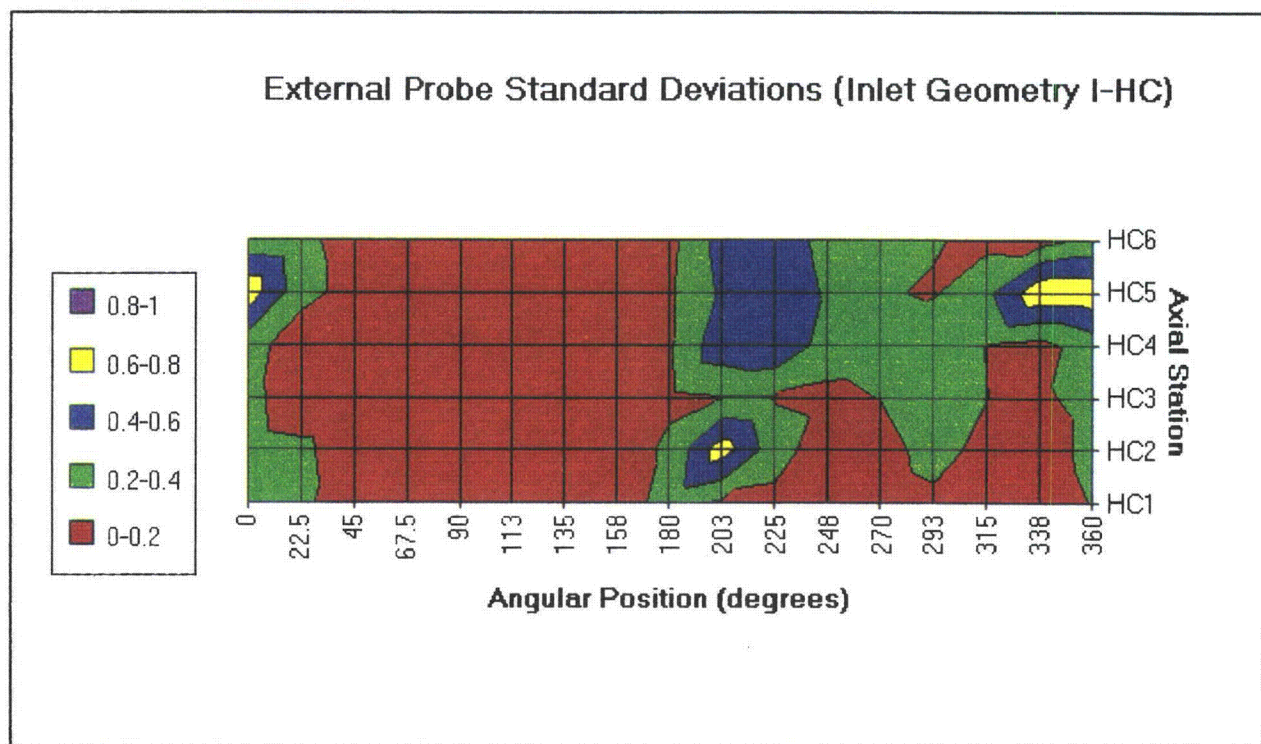 External Probe Standard Deviations (Inlet Geometry I-HC)
0.8-1
0.6-0.8
0.4-0.6
0.2-0.4
0-0.2
HC6
HC5
HC4
HC3
HC2
HC1
Axial Station
0 22.5 45 67.5 90 113 135 158 180 203 225 248 270 293 315 338 360
Angular Position (degrees)